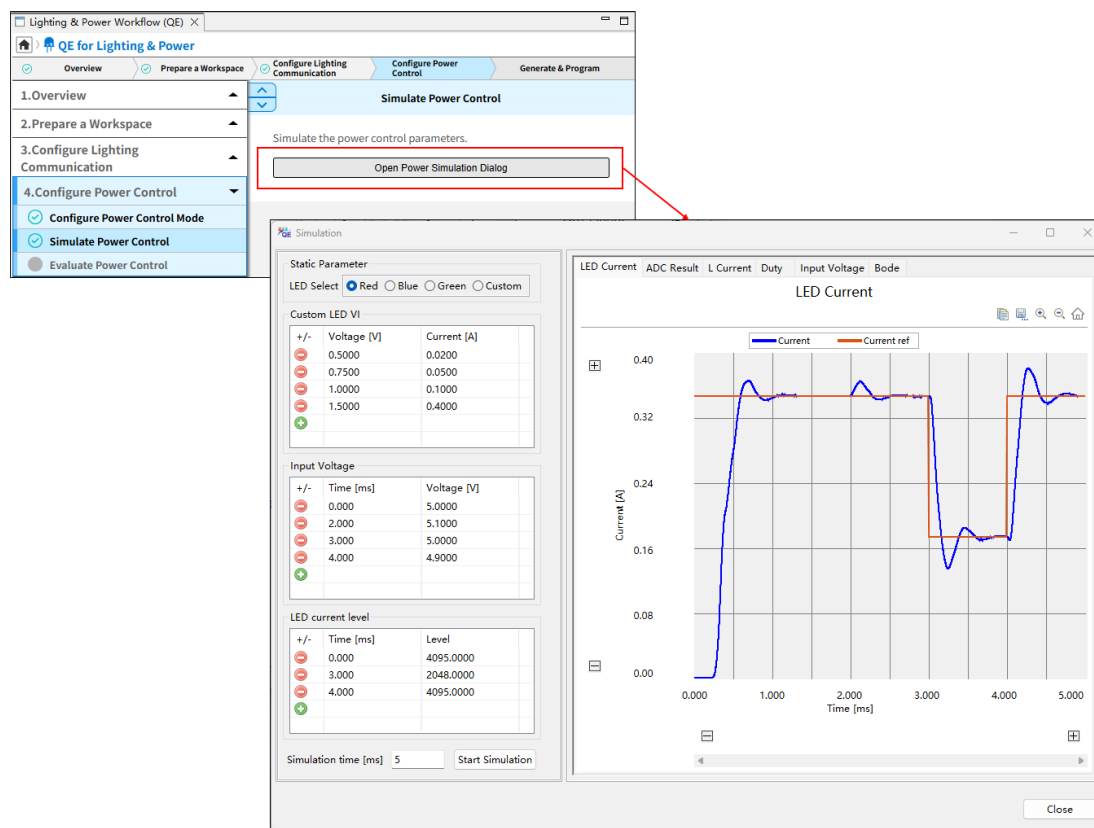 Lighting & Power Workflow (QE)
QE for Lighting & Power
Overview
Prepare a Workspace
Configure Lighting
Communication
Configure Power
Control
Generate & Program
1.Overview
2.Prepare a Workspace
3.Configure Lighting
Communication
4.Configure Power Control
Configure Power Control Mode
Simulate Power Control
Evaluate Power Control
Simulate Power Control
Simulate the power control parameters.
Open Power Simulation Dialog
QE Simulation
Static Parameter
LED Select Red Blue Green Custom
Custom LED VI
+/- Voltage [V] Current [A]
0.5000 0.0200
0.7500 0.0500
1.0000 0.1000
1.5000 0.4000
Input Voltage
+/- Time [ms] Voltage [V]
0.000 5.0000
2.000 5.1000
3.000 5.0000
4.000 4.9000
LED current level
+/- Time [ms] Level
0.000 4095.0000
3.000 2048.0000
4.000 4095.0000
Simulation time [ms] 5 Start Simulation
LED Current ADC Result L Current Duty Input Voltage Bode
LED Current
Current Current ref
0.40
0.32
0.24
0.16
0.08
0.00
Current [A]
0.000 1.000 2.000 3.000 4.000 5.000
Time [ms]
Close